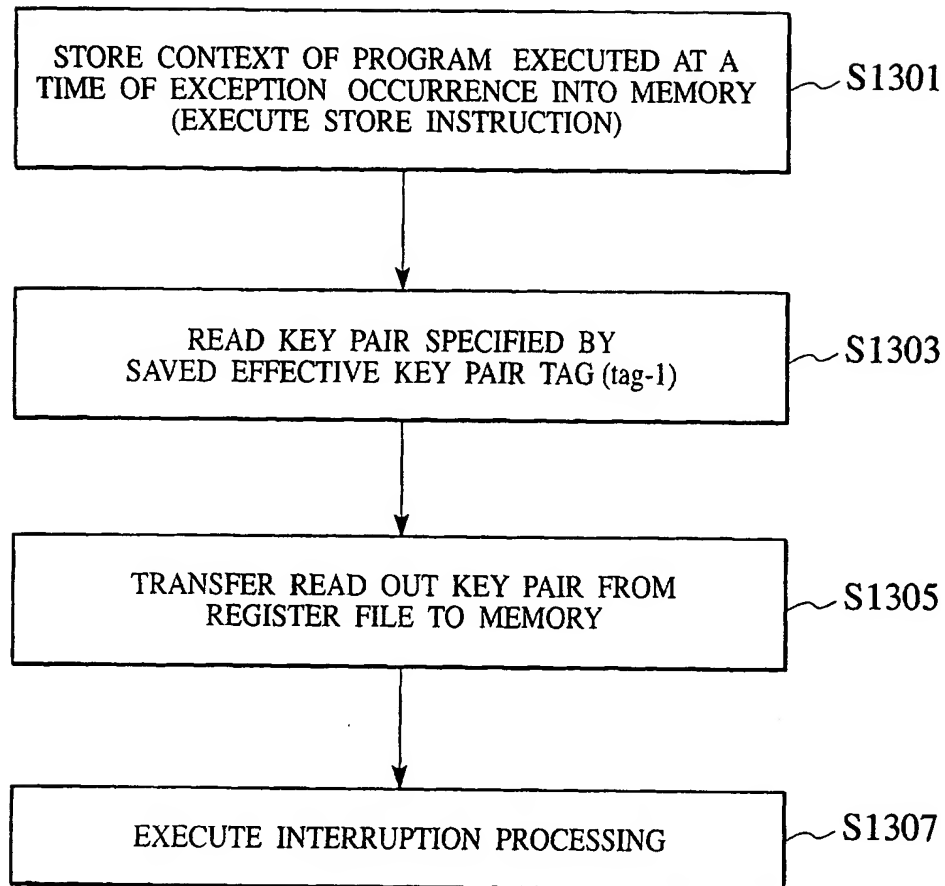 STORE CONTEXT OF PROGRAM EXECUTED AT A
TIME OF EXCEPTION OCCURRENCE INTO MEMORY
(EXECUTE STORE INSTRUCTION)
S1301
READ KEY PAIR SPECIFIED BY
SAVED EFFECTIVE KEY PAIR TAG (tag-1)
S1303
TRANSFER READ OUT KEY PAIR FROM
REGISTER FILE TO MEMORY
S1305
EXECUTE INTERRUPTION PROCESSING
S1307